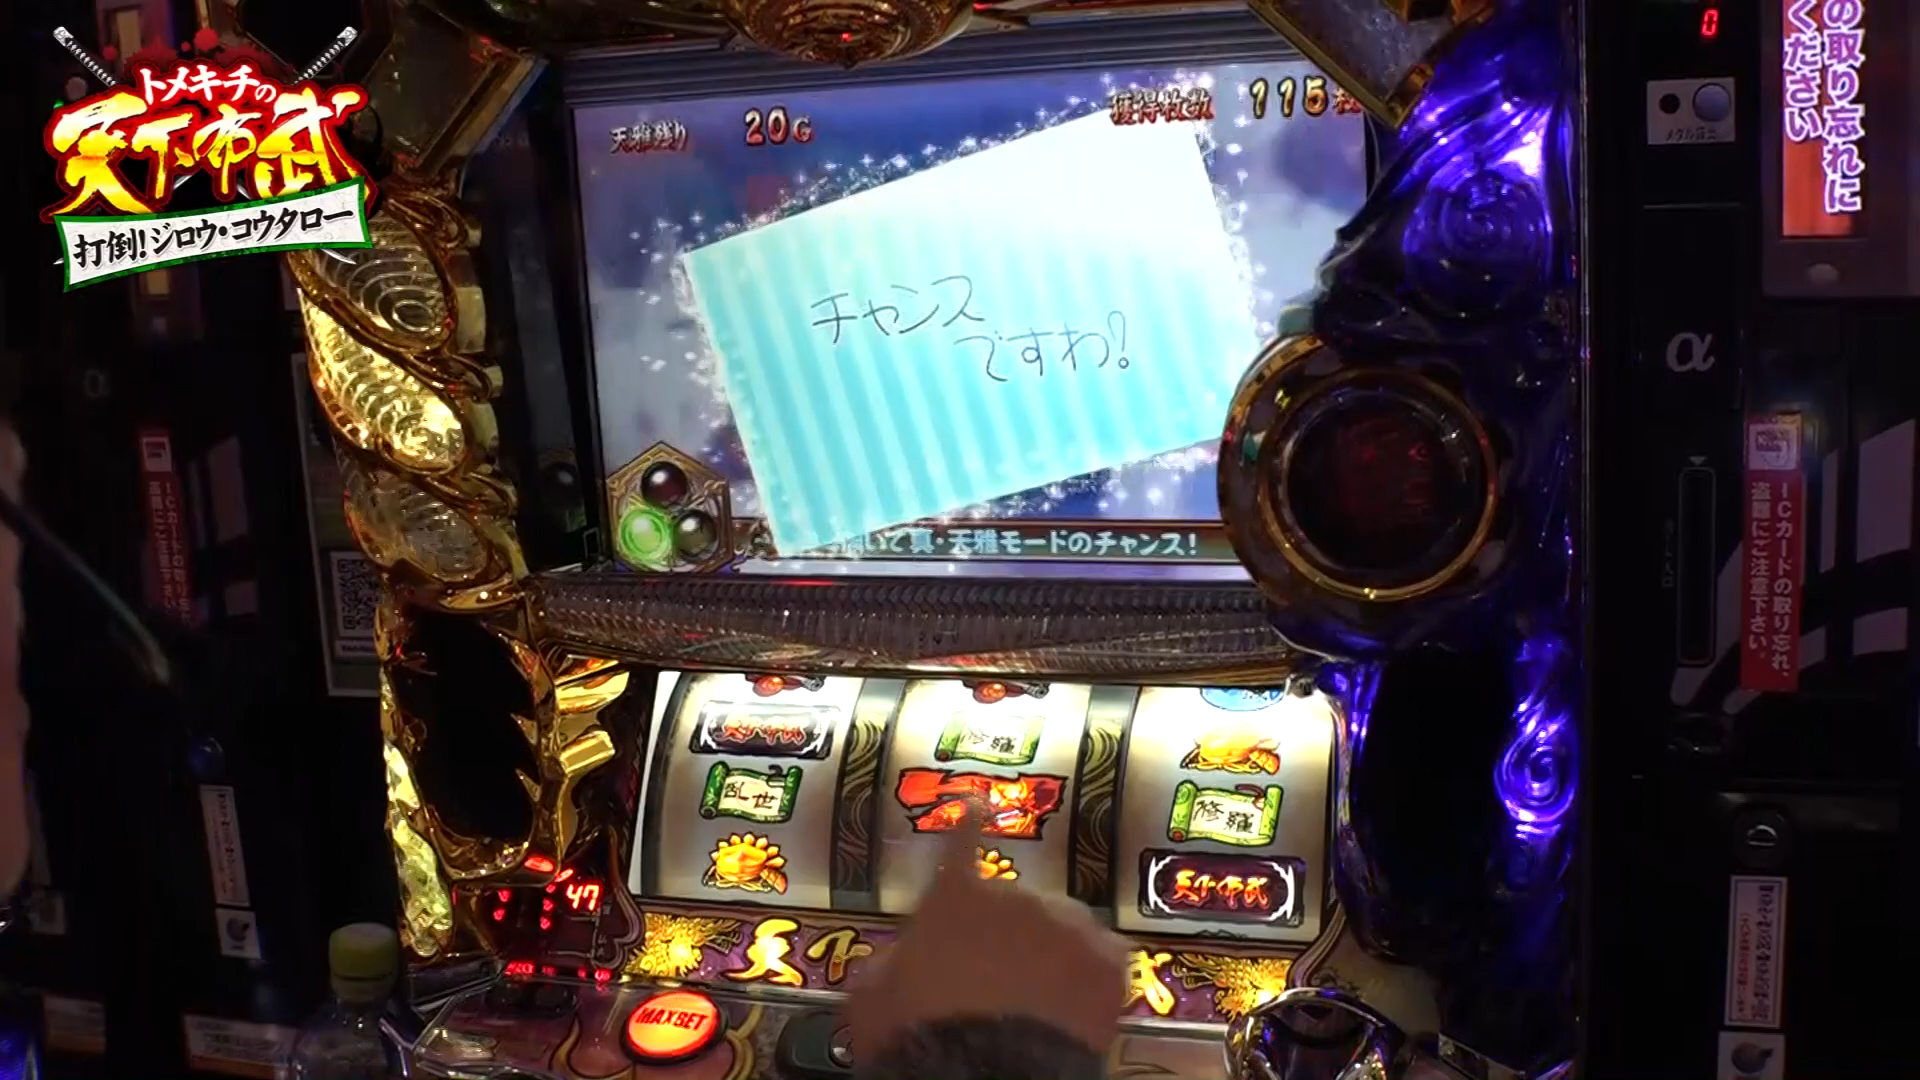 トメキチの
天下布武
打倒!ジロウ・コウタロー
天雅残り 20G
獲得枚数 115枚
チャンス
ですわ!
いて真・天雅モードのチャンス!
の取り忘れに
ください
α
ICカードの取り忘れ、
盗難にご注意下さい。
天下布武
修羅
乱世
修羅
天下布武
47
天下
武
MAXBET
0